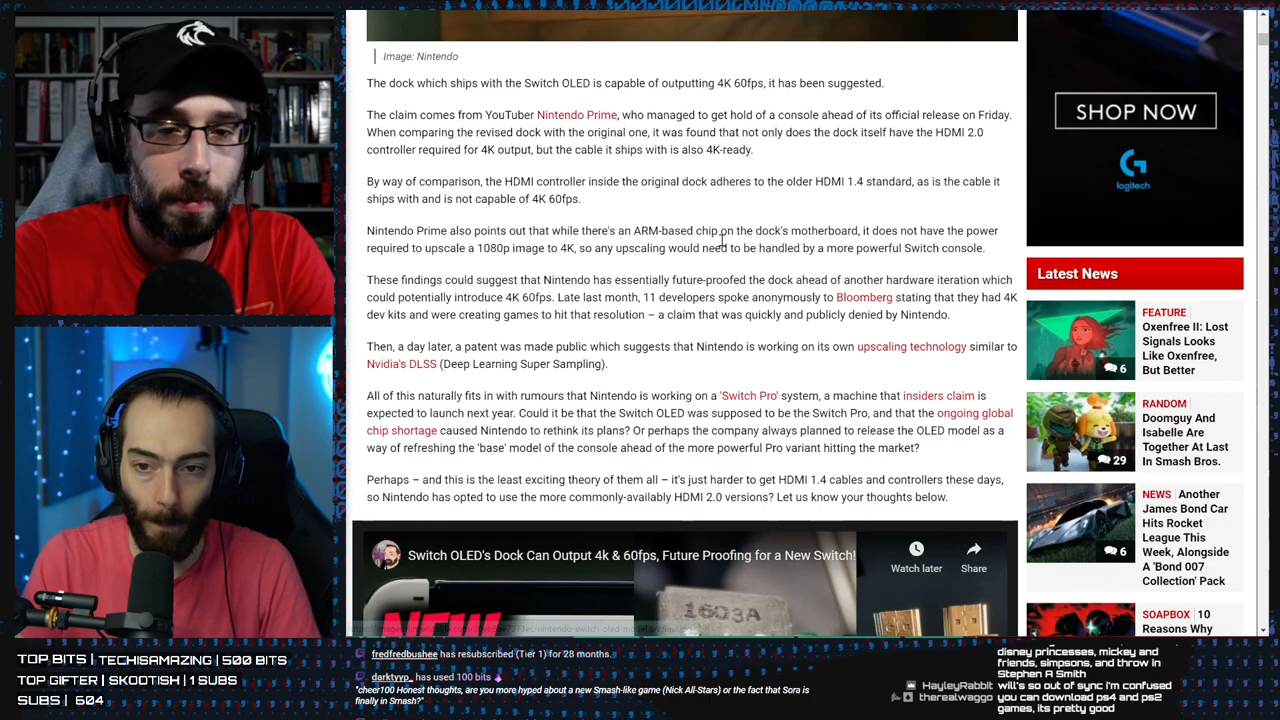 Image: Nintendo
The dock which ships with the Switch OLED is capable of outputting 4K 60fps, it has been suggested.
The claim comes from YouTuber Nintendo Prime, who managed to get hold of a console ahead of its official release on Friday.
When comparing the revised dock with the original one, it was found that not only does the dock itself have the HDMI 2.0
controller required for 4K output, but the cable it ships with is also 4K-ready.
By way of comparison, the HDMI controller inside the original dock adheres to the older HDMI 1.4 standard, as is the cable it
ships with and is not capable of 4K 60fps.
Nintendo Prime also points out that while there's an ARM-based chip on the dock's motherboard, it does not have the power
required to upscale a 1080p image to 4K, so any upscaling would need to be handled by a more powerful Switch console.
These findings could suggest that Nintendo has essentially future-proofed the dock ahead of another hardware iteration which
could potentially introduce 4K 60fps. Late last month, 11 developers spoke anonymously to Bloomberg stating that they had 4K
dev kits and were creating games to hit that resolution – a claim that was quickly and publicly denied by Nintendo.
Then, a day later, a patent was made public which suggests that Nintendo is working on its own upscaling technology similar to
Nvidia's DLSS (Deep Learning Super Sampling).
All of this naturally fits in with rumours that Nintendo is working on a 'Switch Pro' system, a machine that insiders claim is
expected to launch next year. Could it be that the Switch OLED was supposed to be the Switch Pro, and that the ongoing global
chip shortage caused Nintendo to rethink its plans? Or perhaps the company always planned to release the OLED model as a
way of refreshing the 'base' model of the console ahead of the more powerful Pro variant hitting the market?
Perhaps – and this is the least exciting theory of them all – it's just harder to get HDMI 1.4 cables and controllers these days,
so Nintendo has opted to use the more commonly-available HDMI 2.0 versions? Let us know your thoughts below.
Switch OLED's Dock Can Output 4k & 60fps, Future Proofing for a New Switch!
Watch later
Share
NEW
1603A
SHOP NOW
logitech
Latest News
FEATURE
Oxenfree II: Lost
Signals Looks
Like Oxenfree,
But Better
6
RANDOM
Doomguy And
Isabelle Are
Together At Last
In Smash Bros.
29
NEWS Another
James Bond Car
Hits Rocket
League This
Week, Alongside
A 'Bond 007
Collection' Pack
6
SOAPBOX 10
Reasons Why
TOP BITS | TECHISAMAZING | 500 BITS
TOP GIFTER | SKOOTISH | 1 SUBS
SUBS | 604
fredfredbushee has resubscribed (Tier 1) for 28 months.
darktyyp_ has used 100 bits
"cheer100 Honest thoughts, are you more hyped about a new Smash-like game (Nick All-Stars) or the fact that Sora is
finally in Smash?"
disney princesses, mickey and
friends, simpsons, and throw in
Stephen A Smith
HayleyRabbit will's so out of sync i'm confused
therealwaggo you can download ps4 and ps2
games, its pretty good